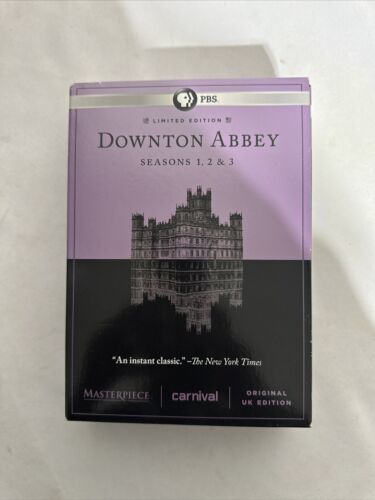 PBS.
LIMITED EDITION
DOWNTON ABBEY
SEASONS 1, 2 & 3
“An instant classic.” –The New York Times
MASTERPIECE
carnival
ORIGINAL
UK EDITION